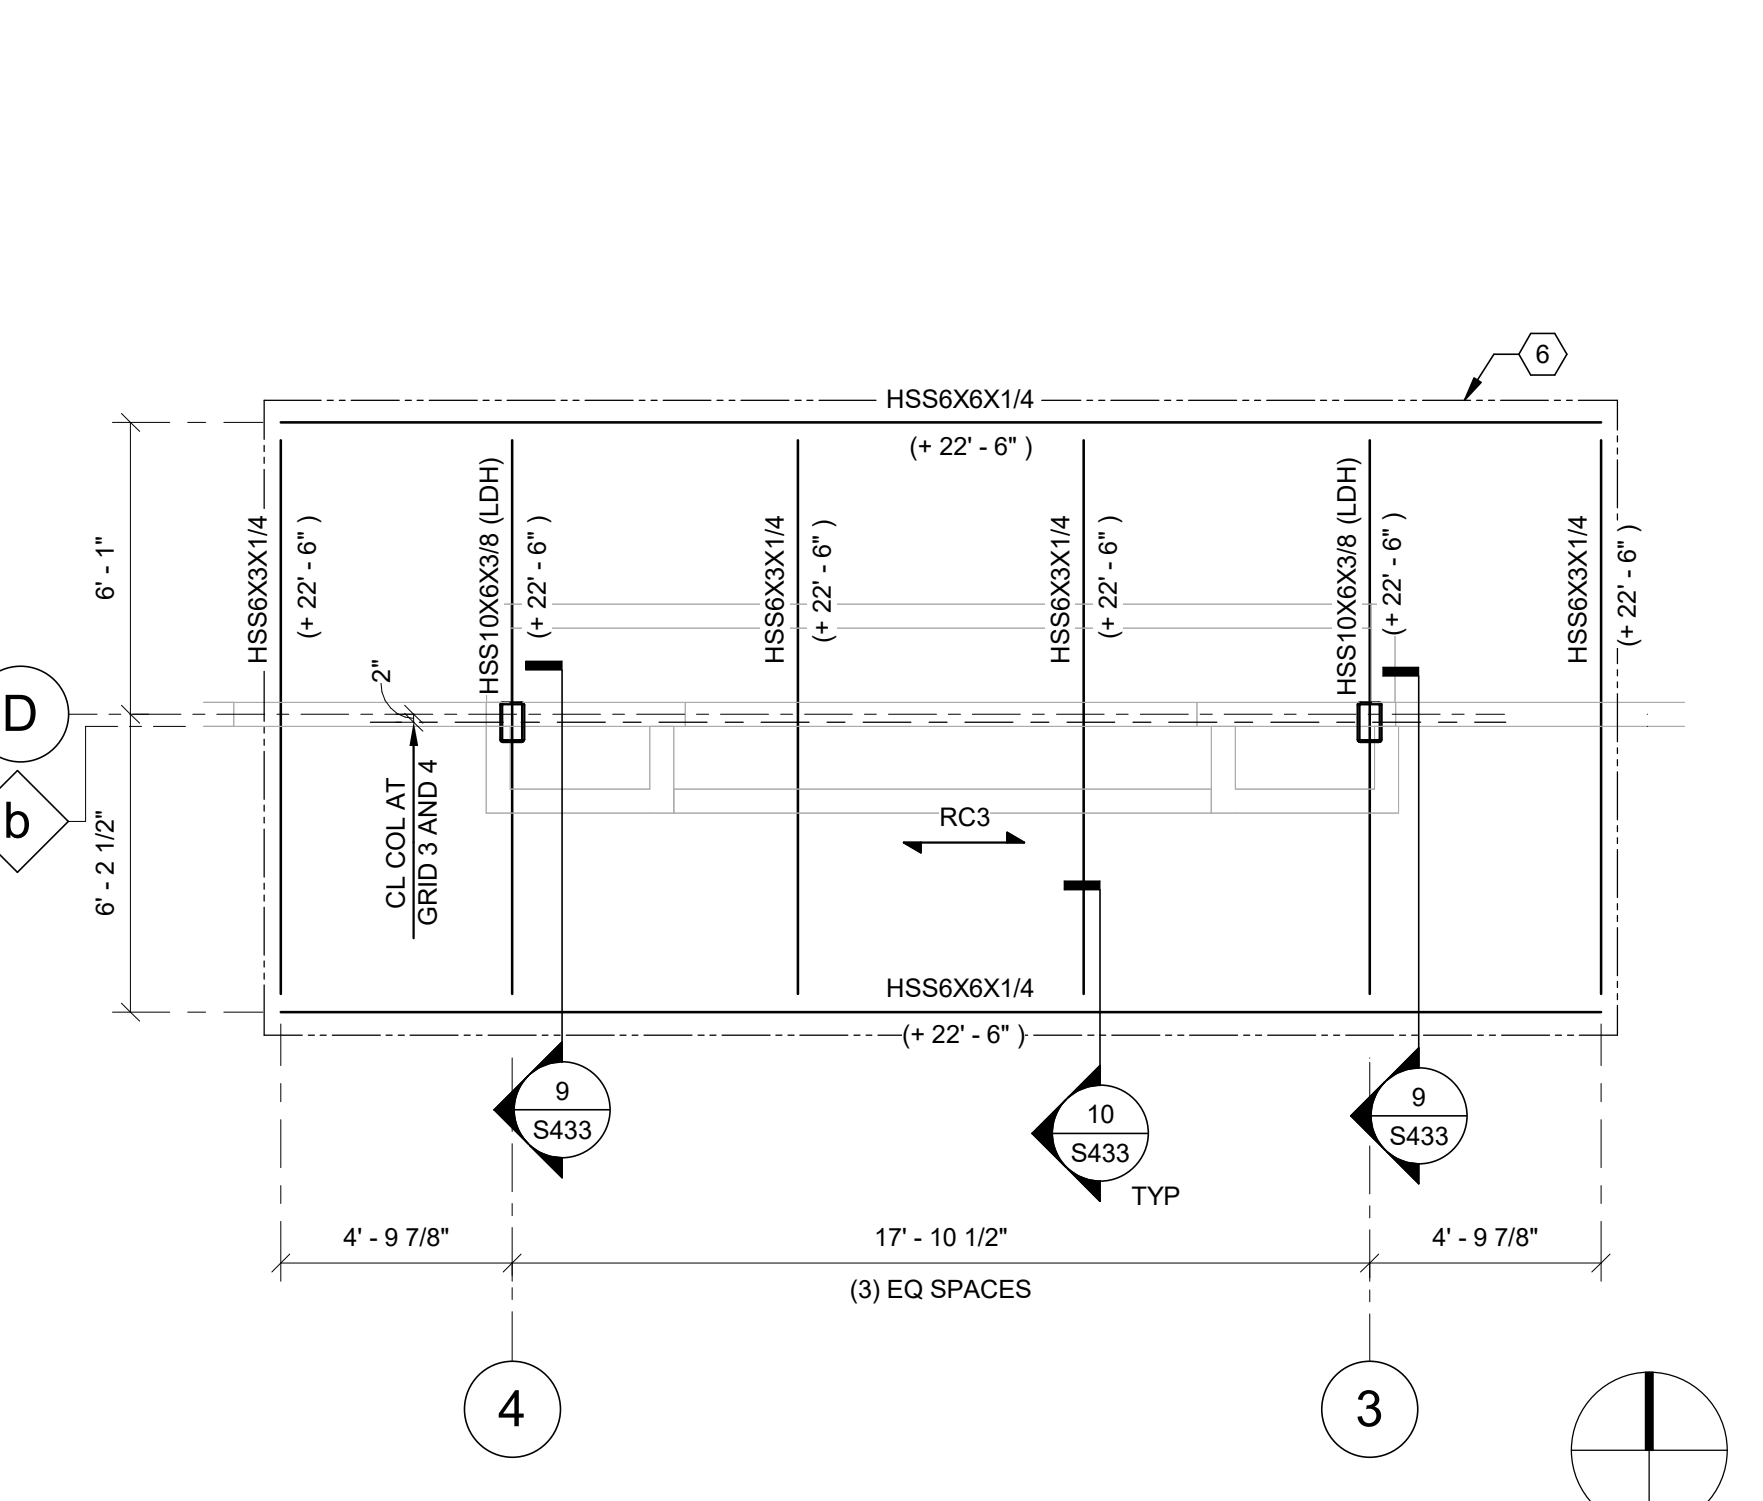 6
HSS6X6X1/4
(+ 22' - 6" )
HSS6X3X1/4
(+ 22' - 6" )
HSS10X6X3/8 (LDH)
(+ 22' - 6" )
HSS6X3X1/4
(+ 22' - 6" )
HSS6X3X1/4
(+ 22' - 6" )
HSS10X6X3/8 (LDH)
(+ 22' - 6" )
HSS6X3X1/4
(+ 22' - 6" )
6' - 1"
2"
D
b
6' - 2 1/2"
CL COL AT
GRID 3 AND 4
RC3
HSS6X6X1/4
(+ 22' - 6" )
9
S433
10
S433
TYP
9
S433
4' - 9 7/8"
17' - 10 1/2"
4' - 9 7/8"
(3) EQ SPACES
4
3